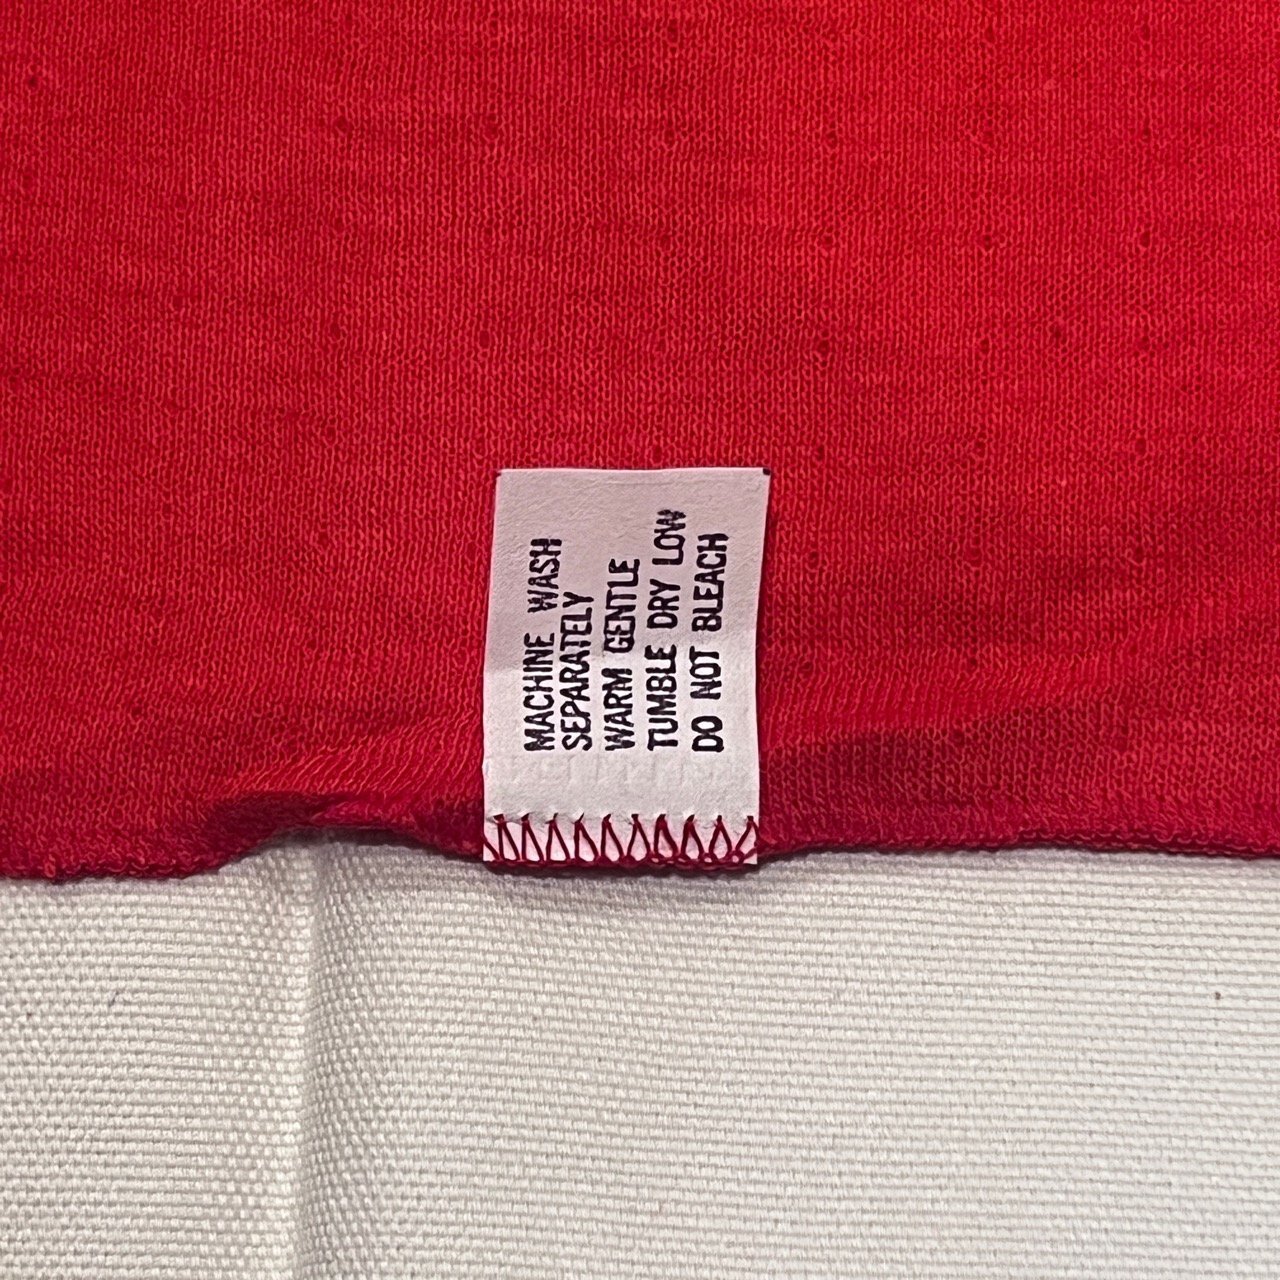 MACHINE WASH
SEPARATELY
WARM GENTLE
TUMBLE DRY LOW
DO NOT BLEACH